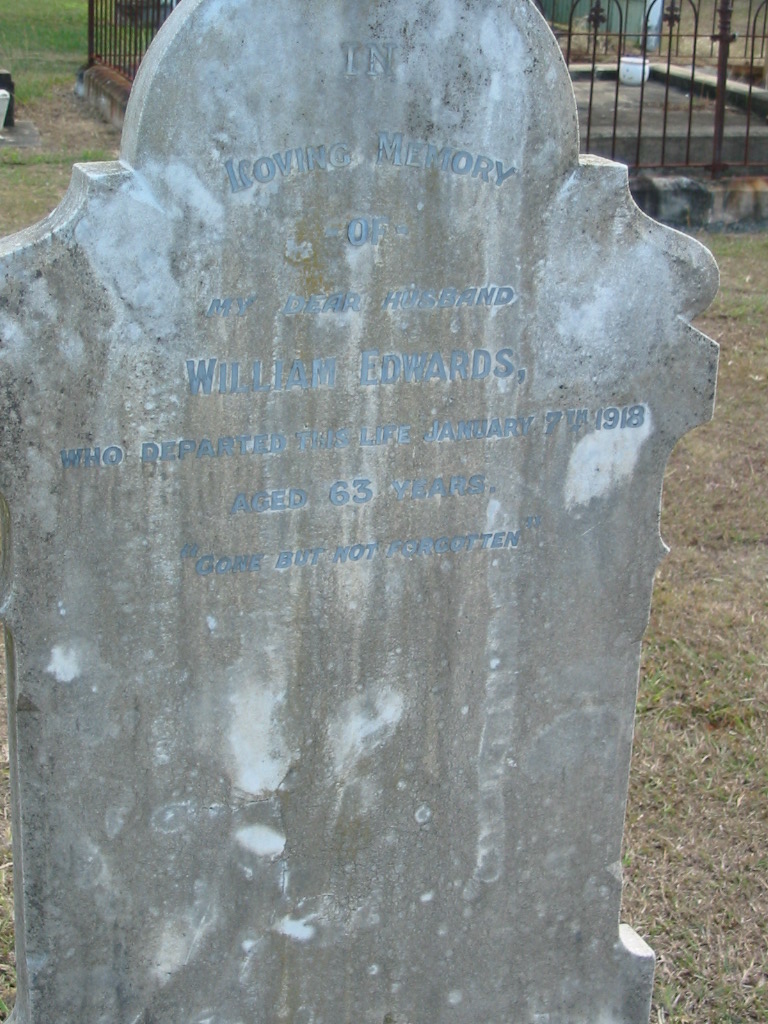 IN
LOVING MEMORY
-OF-
MY DEAR HUSBAND
WILLIAM EDWARDS,
WHO DEPARTED THIS LIFE JANUARY 7TH 1918
AGED 63 YEARS.
"GONE BUT NOT FORGOTTEN"